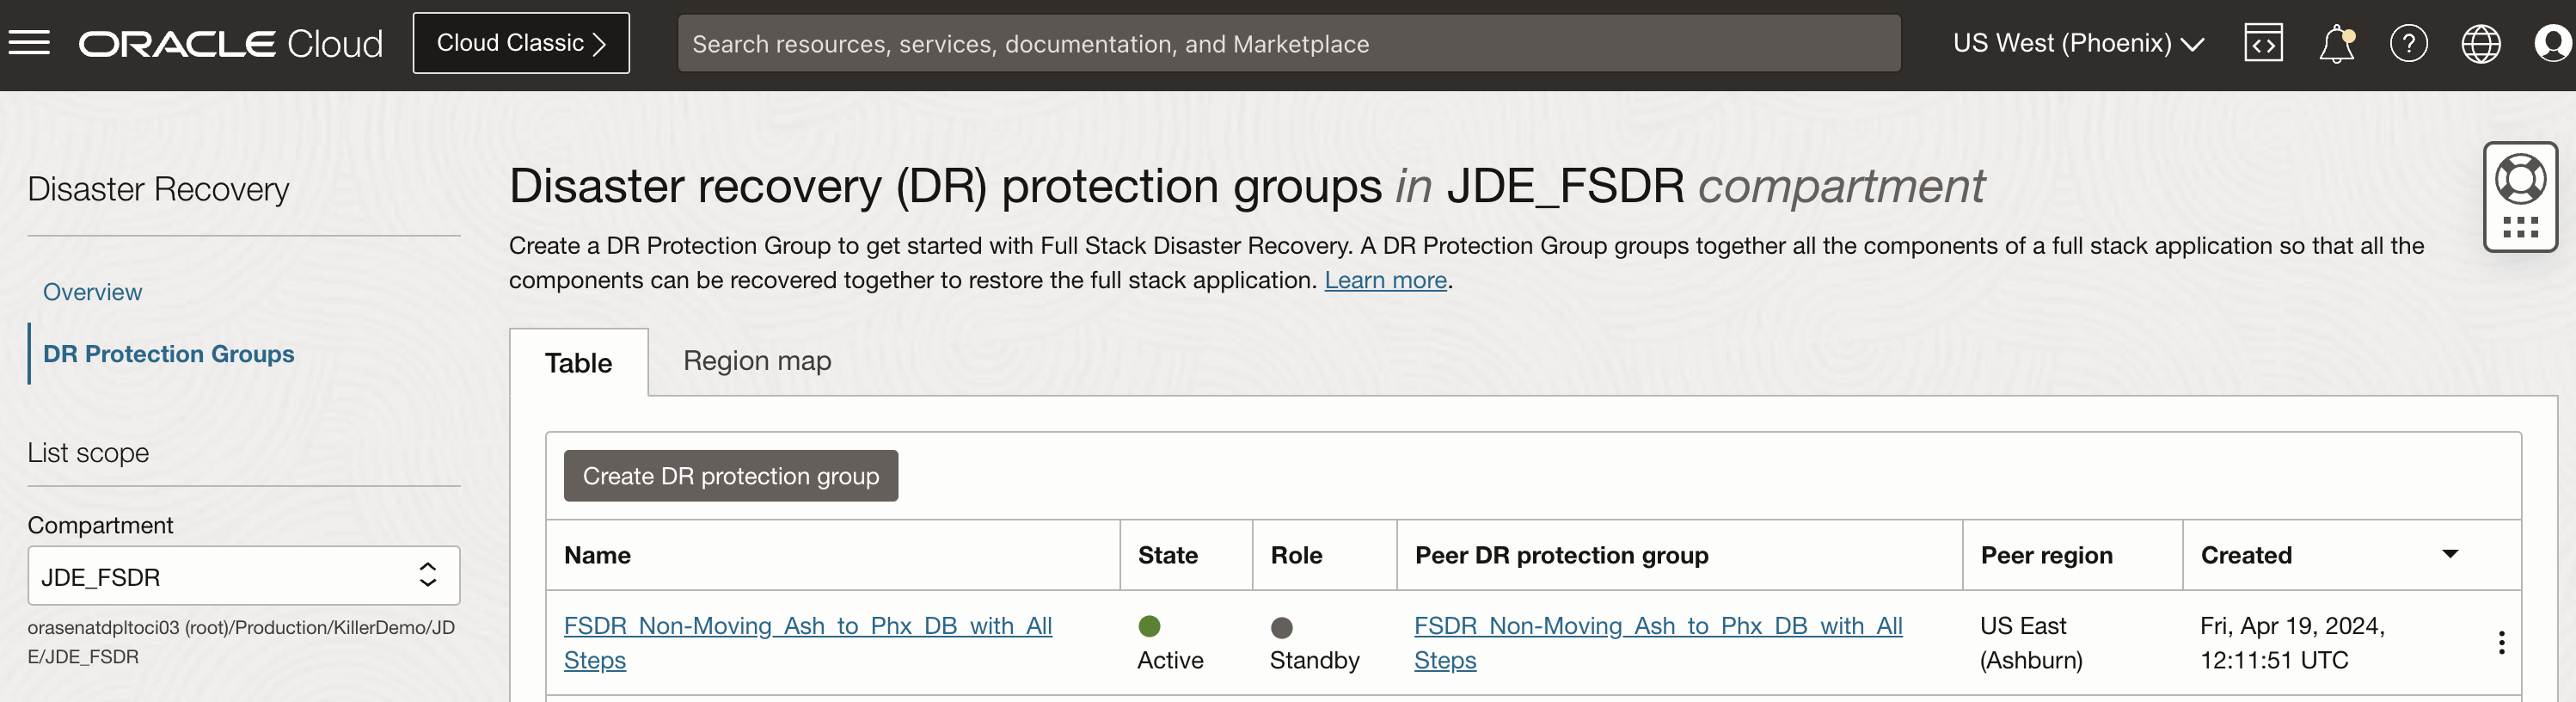 ORACLE Cloud
Cloud Classic
Search resources, services, documentation, and Marketplace
US West (Phoenix)
Disaster Recovery
Overview
DR Protection Groups
List scope
Compartment
JDE_FSDR
orasenatdpltoci03 (root)/Production/KillerDemo/JD
E/JDE_FSDR
Disaster recovery (DR) protection groups in JDE_FSDR compartment
Create a DR Protection Group to get started with Full Stack Disaster Recovery. A DR Protection Group groups together all the components of a full stack application so that all the
components can be recovered together to restore the full stack application. Learn more.
Table
Region map
Create DR protection group
Name
State
Role
Peer DR protection group
Peer region
Created
FSDR_Non-Moving_Ash_to_Phx_DB_with_All
Steps
Active
Standby
FSDR_Non-Moving_Ash_to_Phx_DB_with_All
Steps
US East
(Ashburn)
Fri, Apr 19, 2024,
12:11:51 UTC